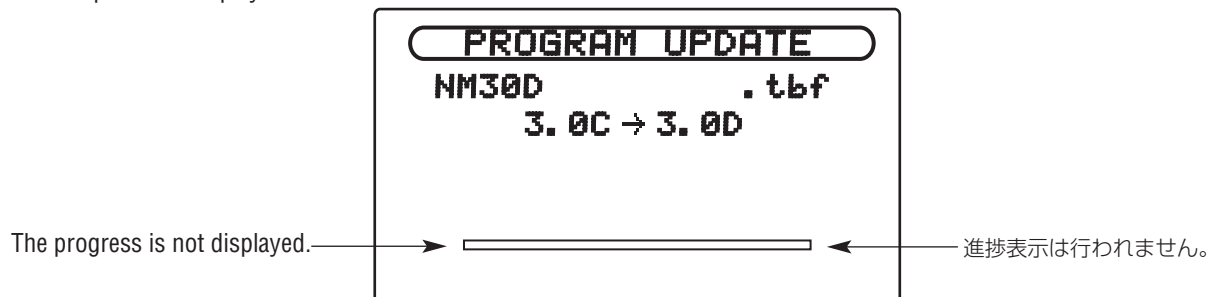 PROGRAM UPDATE
NM30D .tbf
3.0C → 3.0D
The progress is not displayed.
進捗表示は行われません。